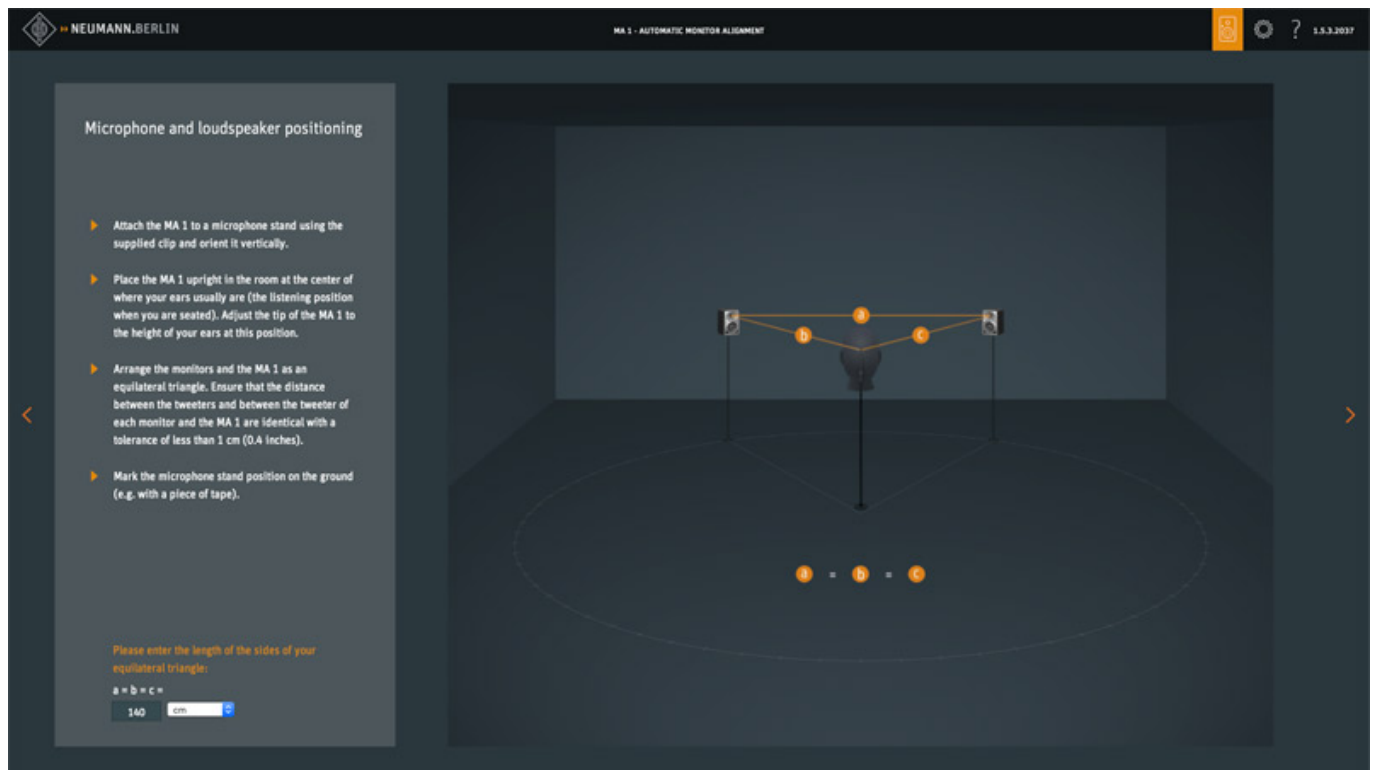 NEUMANN.BERLIN
MA 1 - AUTOMATIC MONITOR ALIGNMENT
? 1.5.3.2037
Microphone and loudspeaker positioning
Attach the MA 1 to a microphone stand using the
supplied clip and orient it vertically.
Place the MA 1 upright in the room at the center of
where your ears usually are (the listening position
when you are seated). Adjust the tip of the MA 1 to
the height of your ears at this position.
Arrange the monitors and the MA 1 as an
equilateral triangle. Ensure that the distance
between the tweeters and between the tweeter of
each monitor and the MA 1 are identical with a
tolerance of less than 1 cm (0.4 inches).
Mark the microphone stand position on the ground
(e.g. with a piece of tape).
Please enter the length of the sides of your
equilateral triangle:
a = b = c =
140 cm
a
b c
a = b = c